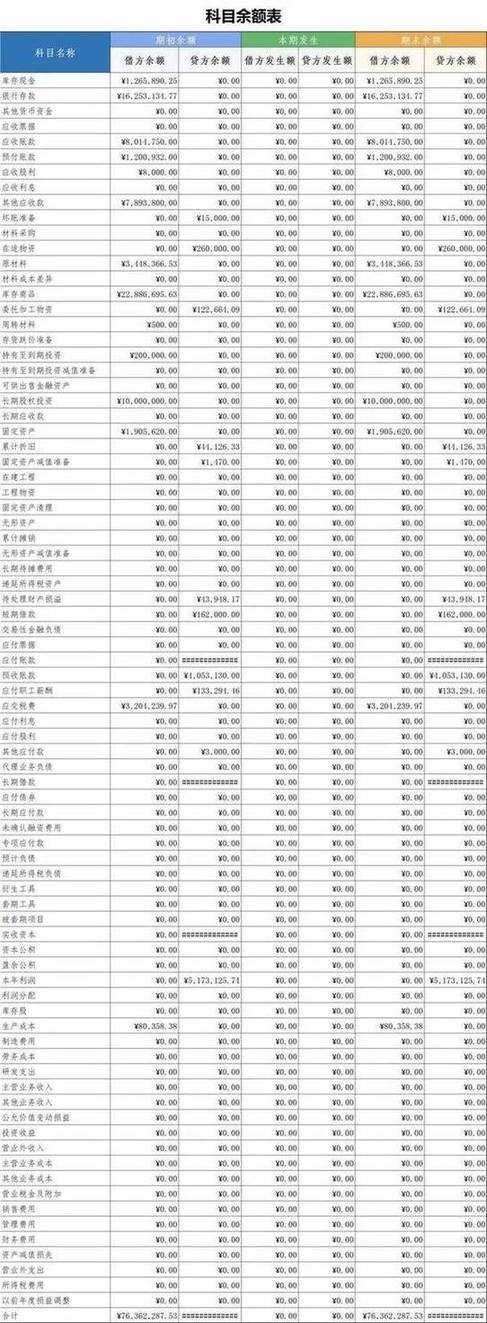 科目余额表
科目名称 期初余额 本期发生 期末余额
借方余额 贷方余额 借方发生额 贷方发生额 借方余额 贷方余额
库存现金 ¥1,265,890.25 ¥0.00 ¥0.00 ¥0.00 ¥1,265,890.25 ¥0.00
银行存款 ¥16,253,134.77 ¥0.00 ¥0.00 ¥0.00 ¥16,253,134.77 ¥0.00
其他货币资金 ¥0.00 ¥0.00 ¥0.00 ¥0.00 ¥0.00 ¥0.00
应收票据 ¥0.00 ¥0.00 ¥0.00 ¥0.00 ¥0.00 ¥0.00
应收账款 ¥8,014,750.00 ¥0.00 ¥0.00 ¥0.00 ¥8,014,750.00 ¥0.00
预付账款 ¥1,200,932.00 ¥0.00 ¥0.00 ¥0.00 ¥1,200,932.00 ¥0.00
应收股利 ¥8,000.00 ¥0.00 ¥0.00 ¥0.00 ¥8,000.00 ¥0.00
应收利息 ¥0.00 ¥0.00 ¥0.00 ¥0.00 ¥0.00 ¥0.00
其他应收款 ¥7,893,800.00 ¥0.00 ¥0.00 ¥0.00 ¥7,893,800.00 ¥0.00
坏账准备 ¥0.00 ¥15,000.00 ¥0.00 ¥0.00 ¥0.00 ¥15,000.00
材料采购 ¥0.00 ¥0.00 ¥0.00 ¥0.00 ¥0.00 ¥0.00
在途物资 ¥0.00 ¥260,000.00 ¥0.00 ¥0.00 ¥0.00 ¥260,000.00
原材料 ¥3,448,366.53 ¥0.00 ¥0.00 ¥0.00 ¥3,448,366.53 ¥0.00
材料成本差异 ¥0.00 ¥0.00 ¥0.00 ¥0.00 ¥0.00 ¥0.00
库存商品 ¥22,886,695.63 ¥0.00 ¥0.00 ¥0.00 ¥22,886,695.63 ¥0.00
委托加工物资 ¥0.00 ¥122,661.09 ¥0.00 ¥0.00 ¥0.00 ¥122,661.09
周转材料 ¥500.00 ¥0.00 ¥0.00 ¥0.00 ¥500.00 ¥0.00
存货跌价准备 ¥0.00 ¥0.00 ¥0.00 ¥0.00 ¥0.00 ¥0.00
持有至到期投资 ¥200,000.00 ¥0.00 ¥0.00 ¥0.00 ¥200,000.00 ¥0.00
持有至到期投资减值准备 ¥0.00 ¥0.00 ¥0.00 ¥0.00 ¥0.00 ¥0.00
可供出售金融资产 ¥0.00 ¥0.00 ¥0.00 ¥0.00 ¥0.00 ¥0.00
长期股权投资 ¥10,000,000.00 ¥0.00 ¥0.00 ¥0.00 ¥10,000,000.00 ¥0.00
长期应收款 ¥0.00 ¥0.00 ¥0.00 ¥0.00 ¥0.00 ¥0.00
固定资产 ¥1,905,620.00 ¥0.00 ¥0.00 ¥0.00 ¥1,905,620.00 ¥0.00
累计折旧 ¥0.00 ¥44,126.33 ¥0.00 ¥0.00 ¥0.00 ¥44,126.33
固定资产减值准备 ¥0.00 ¥1,470.00 ¥0.00 ¥0.00 ¥0.00 ¥1,470.00
在建工程 ¥0.00 ¥0.00 ¥0.00 ¥0.00 ¥0.00 ¥0.00
工程物资 ¥0.00 ¥0.00 ¥0.00 ¥0.00 ¥0.00 ¥0.00
固定资产清理 ¥0.00 ¥0.00 ¥0.00 ¥0.00 ¥0.00 ¥0.00
无形资产 ¥0.00 ¥0.00 ¥0.00 ¥0.00 ¥0.00 ¥0.00
累计摊销 ¥0.00 ¥0.00 ¥0.00 ¥0.00 ¥0.00 ¥0.00
无形资产减值准备 ¥0.00 ¥0.00 ¥0.00 ¥0.00 ¥0.00 ¥0.00
长期待摊费用 ¥0.00 ¥0.00 ¥0.00 ¥0.00 ¥0.00 ¥0.00
递延所得税资产 ¥0.00 ¥0.00 ¥0.00 ¥0.00 ¥0.00 ¥0.00
待处理财产损溢 ¥0.00 ¥43,948.17 ¥0.00 ¥0.00 ¥0.00 ¥43,948.17
短期借款 ¥0.00 ¥162,000.00 ¥0.00 ¥0.00 ¥0.00 ¥162,000.00
交易性金融负债 ¥0.00 ¥0.00 ¥0.00 ¥0.00 ¥0.00 ¥0.00
应付票据 ¥0.00 ¥0.00 ¥0.00 ¥0.00 ¥0.00 ¥0.00
应付账款 ¥0.00 ############# ¥0.00 ¥0.00 ¥0.00 #############
预收账款 ¥0.00 ¥4,053,130.00 ¥0.00 ¥0.00 ¥0.00 ¥4,053,130.00
应付职工薪酬 ¥0.00 ¥133,294.46 ¥0.00 ¥0.00 ¥0.00 ¥133,294.46
应交税费 ¥3,204,239.97 ¥0.00 ¥0.00 ¥0.00 ¥3,204,239.97 ¥0.00
应付利息 ¥0.00 ¥0.00 ¥0.00 ¥0.00 ¥0.00 ¥0.00
应付股利 ¥0.00 ¥0.00 ¥0.00 ¥0.00 ¥0.00 ¥0.00
其他应付款 ¥0.00 ¥3,000.00 ¥0.00 ¥0.00 ¥0.00 ¥3,000.00
代理业务负债 ¥0.00 ¥0.00 ¥0.00 ¥0.00 ¥0.00 ¥0.00
长期借款 ¥0.00 ############# ¥0.00 ¥0.00 ¥0.00 #############
应付债券 ¥0.00 ¥0.00 ¥0.00 ¥0.00 ¥0.00 ¥0.00
长期应付款 ¥0.00 ¥0.00 ¥0.00 ¥0.00 ¥0.00 ¥0.00
未确认融资费用 ¥0.00 ¥0.00 ¥0.00 ¥0.00 ¥0.00 ¥0.00
专项应付款 ¥0.00 ¥0.00 ¥0.00 ¥0.00 ¥0.00 ¥0.00
预计负债 ¥0.00 ¥0.00 ¥0.00 ¥0.00 ¥0.00 ¥0.00
递延所得税负债 ¥0.00 ¥0.00 ¥0.00 ¥0.00 ¥0.00 ¥0.00
衍生工具 ¥0.00 ¥0.00 ¥0.00 ¥0.00 ¥0.00 ¥0.00
套期工具 ¥0.00 ¥0.00 ¥0.00 ¥0.00 ¥0.00 ¥0.00
被套期项目 ¥0.00 ¥0.00 ¥0.00 ¥0.00 ¥0.00 ¥0.00
实收资本 ¥0.00 ############# ¥0.00 ¥0.00 ¥0.00 #############
资本公积 ¥0.00 ¥0.00 ¥0.00 ¥0.00 ¥0.00 ¥0.00
盈余公积 ¥0.00 ¥0.00 ¥0.00 ¥0.00 ¥0.00 ¥0.00
本年利润 ¥0.00 ¥5,173,125.74 ¥0.00 ¥0.00 ¥0.00 ¥5,173,125.74
利润分配 ¥0.00 ¥0.00 ¥0.00 ¥0.00 ¥0.00 ¥0.00
库存股 ¥0.00 ¥0.00 ¥0.00 ¥0.00 ¥0.00 ¥0.00
生产成本 ¥80,358.38 ¥0.00 ¥0.00 ¥0.00 ¥80,358.38 ¥0.00
制造费用 ¥0.00 ¥0.00 ¥0.00 ¥0.00 ¥0.00 ¥0.00
劳务成本 ¥0.00 ¥0.00 ¥0.00 ¥0.00 ¥0.00 ¥0.00
研发支出 ¥0.00 ¥0.00 ¥0.00 ¥0.00 ¥0.00 ¥0.00
主营业务收入 ¥0.00 ¥0.00 ¥0.00 ¥0.00 ¥0.00 ¥0.00
其他业务收入 ¥0.00 ¥0.00 ¥0.00 ¥0.00 ¥0.00 ¥0.00
公允价值变动损益 ¥0.00 ¥0.00 ¥0.00 ¥0.00 ¥0.00 ¥0.00
投资收益 ¥0.00 ¥0.00 ¥0.00 ¥0.00 ¥0.00 ¥0.00
营业外收入 ¥0.00 ¥0.00 ¥0.00 ¥0.00 ¥0.00 ¥0.00
主营业务成本 ¥0.00 ¥0.00 ¥0.00 ¥0.00 ¥0.00 ¥0.00
其他业务成本 ¥0.00 ¥0.00 ¥0.00 ¥0.00 ¥0.00 ¥0.00
营业税金及附加 ¥0.00 ¥0.00 ¥0.00 ¥0.00 ¥0.00 ¥0.00
销售费用 ¥0.00 ¥0.00 ¥0.00 ¥0.00 ¥0.00 ¥0.00
管理费用 ¥0.00 ¥0.00 ¥0.00 ¥0.00 ¥0.00 ¥0.00
财务费用 ¥0.00 ¥0.00 ¥0.00 ¥0.00 ¥0.00 ¥0.00
资产减值损失 ¥0.00 ¥0.00 ¥0.00 ¥0.00 ¥0.00 ¥0.00
营业外支出 ¥0.00 ¥0.00 ¥0.00 ¥0.00 ¥0.00 ¥0.00
所得税费用 ¥0.00 ¥0.00 ¥0.00 ¥0.00 ¥0.00 ¥0.00
以前年度损益调整 ¥0.00 ¥0.00 ¥0.00 ¥0.00 ¥0.00 ¥0.00
合计 ¥76,362,287.53 ############# ¥0.00 ¥0.00 ¥76,362,287.53 #############